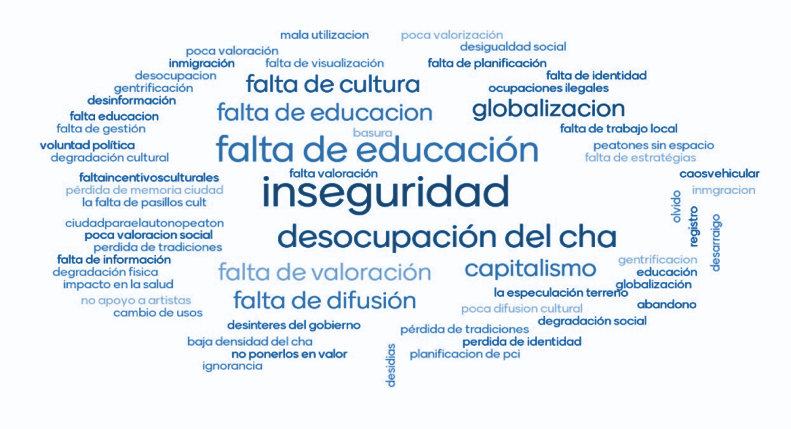 mala utilizacion
poca valorización
poca valoración
desigualdad social
inmigración
falta de visualización
falta de planificación
desocupacion
falta de cultura
falta de identidad
gentrificación
ocupaciones ilegales
desinformación
falta de educacion
globalizacion
falta educacion
falta de gestión
basura
falta de trabajo local
voluntad política
falta de educación
peatones sin espacio
degradación cultural
falta de estratégias
faltaincentivosculturales
falta valoración
caosvehicular
pérdida de memoria ciudad
inseguridad
inmgracion
la falta de pasillos cult
olvido
registro
desarraigo
ciudadparaelautonopeaton
poca valoracion social
desocupación del cha
perdida de tradiciones
falta de información
gentrificacion
degradación fisica
falta de valoración
capitalismo
educación
impacto en la salud
globalización
la especulación terreno
no apoyo a artistas
falta de difusión
abandono
cambio de usos
poca difusion cultural
desinteres del gobierno
degradación social
pérdida de tradiciones
baja densidad del cha
perdida de identidad
no ponerlos en valor
desidias
planificacion de pci
ignorancia